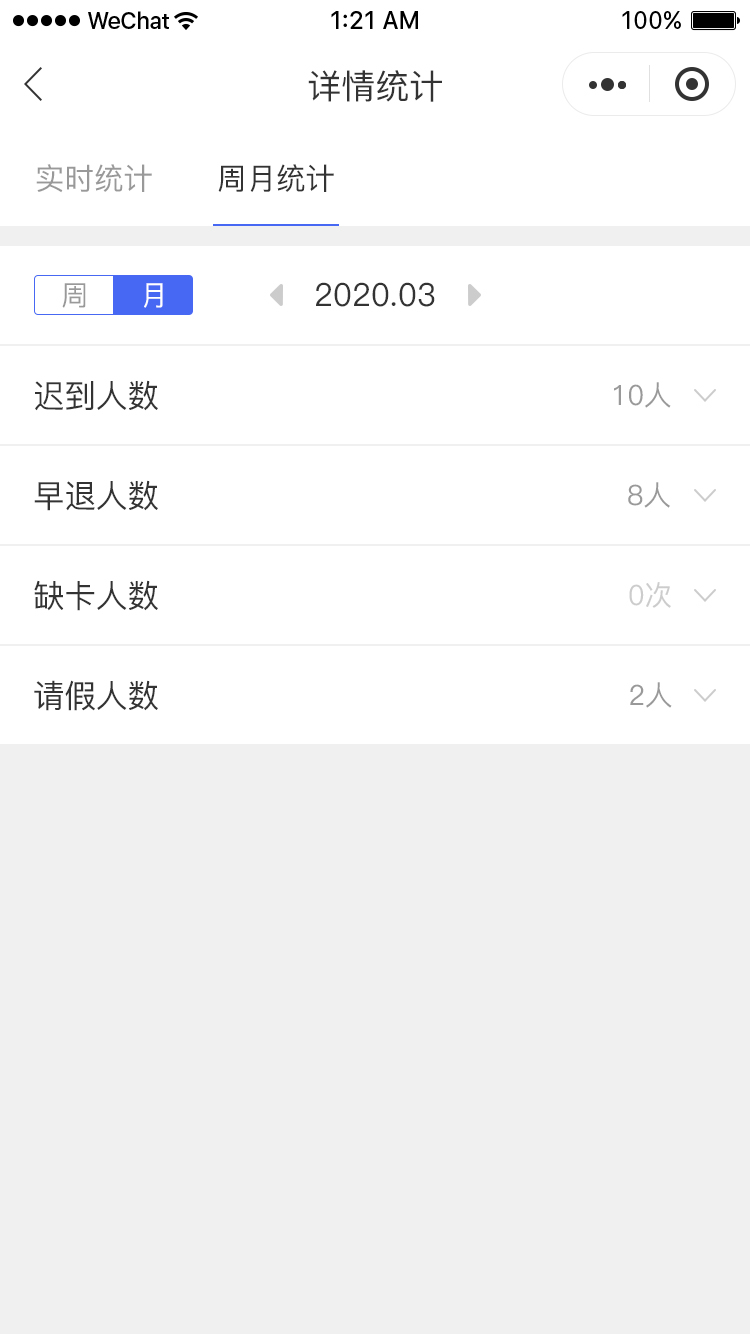 ●●●●● WeChat 1:21 AM 100%
详情统计
实时统计 周月统计
周 月 2020.03
迟到人数 10人
早退人数 8人
缺卡人数 0次
请假人数 2人